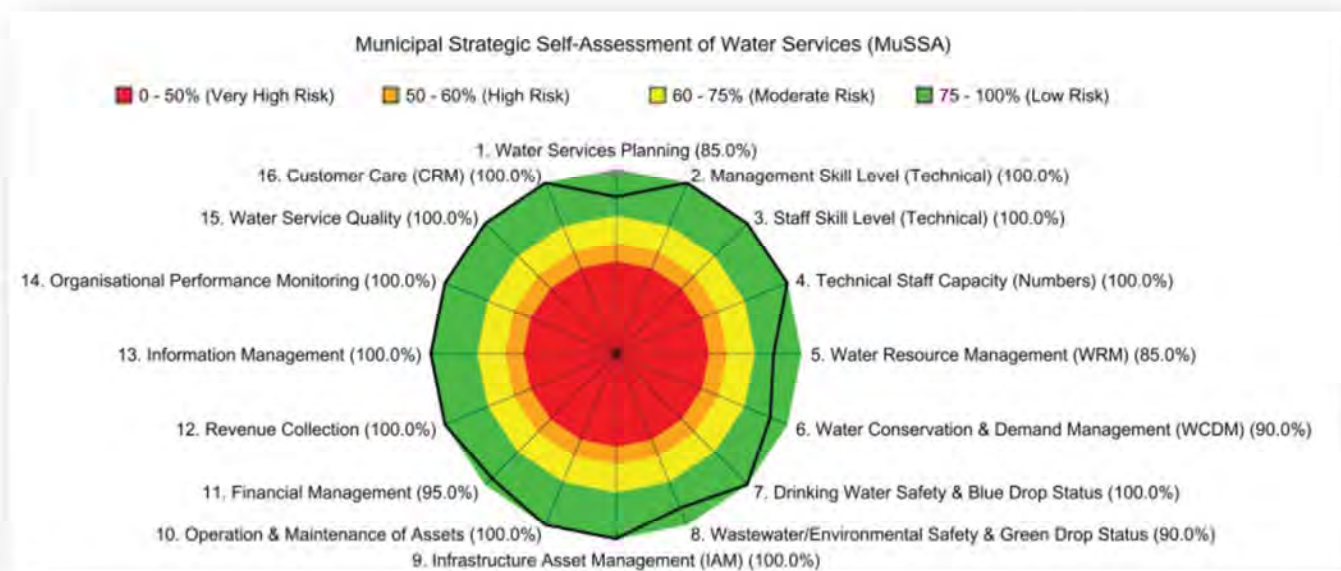 Municipal Strategic Self-Assessment of Water Services (MuSSA)
0 - 50% (Very High Risk)
50 - 60% (High Risk)
60 - 75% (Moderate Risk)
75 - 100% (Low Risk)
1. Water Services Planning (85.0%)
2. Management Skill Level (Technical) (100.0%)
3. Staff Skill Level (Technical) (100.0%)
4. Technical Staff Capacity (Numbers) (100.0%)
5. Water Resource Management (WRM) (85.0%)
6. Water Conservation & Demand Management (WCDM) (90.0%)
7. Drinking Water Safety & Blue Drop Status (100.0%)
8. Wastewater/Environmental Safety & Green Drop Status (90.0%)
9. Infrastructure Asset Management (IAM) (100.0%)
10. Operation & Maintenance of Assets (100.0%)
11. Financial Management (95.0%)
12. Revenue Collection (100.0%)
13. Information Management (100.0%)
14. Organisational Performance Monitoring (100.0%)
15. Water Service Quality (100.0%)
16. Customer Care (CRM) (100.0%)